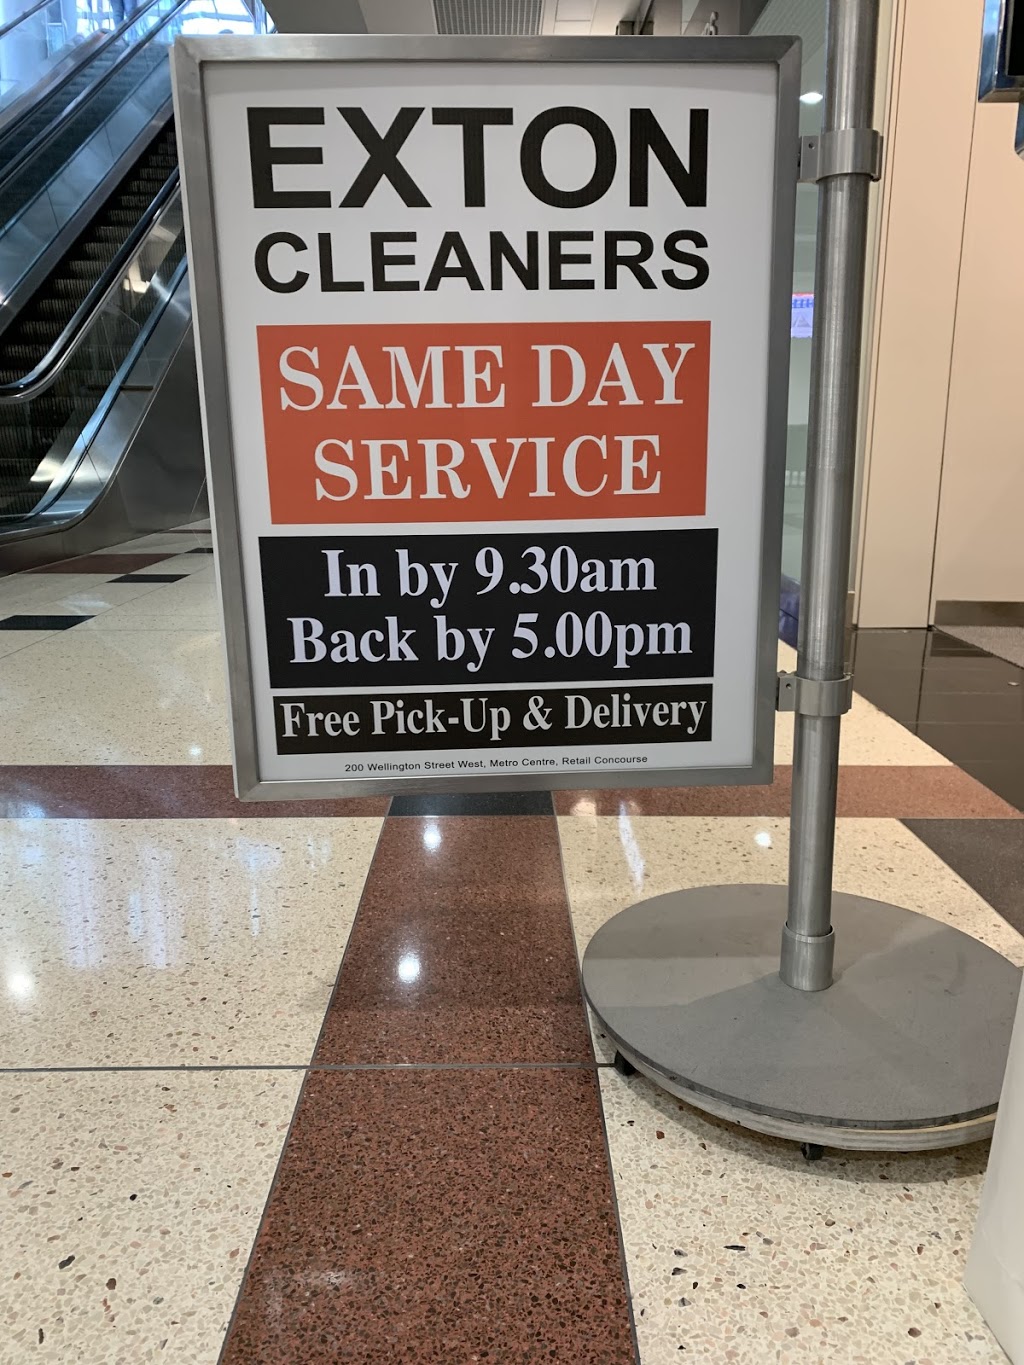 EXTON
CLEANERS
SAME DAY
SERVICE
In by 9.30am
Back by 5.00pm
Free Pick-Up & Delivery
200 Wellington Street West, Metro Centre, Retail Concourse